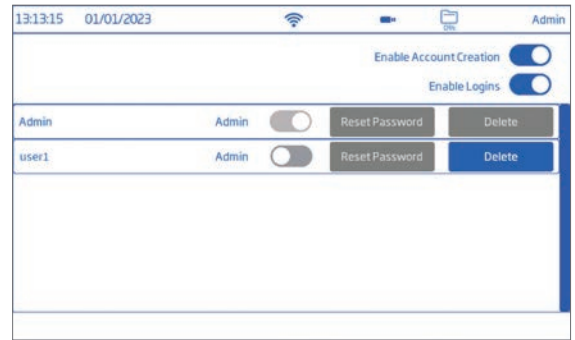 13:13:15 01/01/2023 0% Admin
Enable Account Creation
Enable Logins
Admin Admin Reset Password Delete
user1 Admin Reset Password Delete